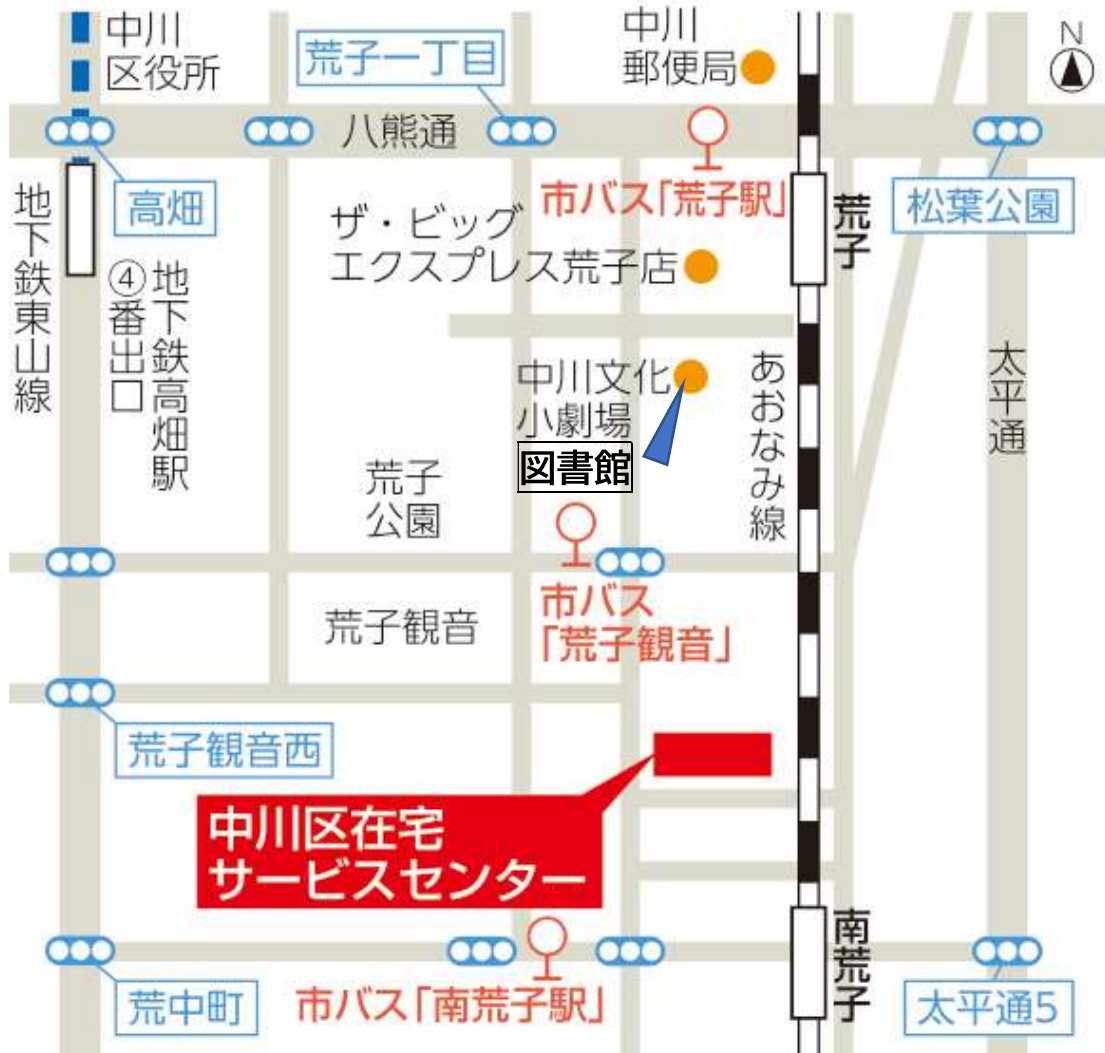 中川
区役所
荒子一丁目
中川
郵便局
N
八熊通
高畑
市バス「荒子駅」
松葉公園
荒子
ザ・ビッグ
エクスプレス荒子店
地下鉄東山線
地下鉄高畑駅
④番出口
中川文化
小劇場
図書館
あおなみ線
太平通
荒子
公園
市バス
「荒子観音」
荒子観音
荒子観音西
中川区在宅
サービスセンター
荒中町
市バス「南荒子駅」
南荒子
太平通5